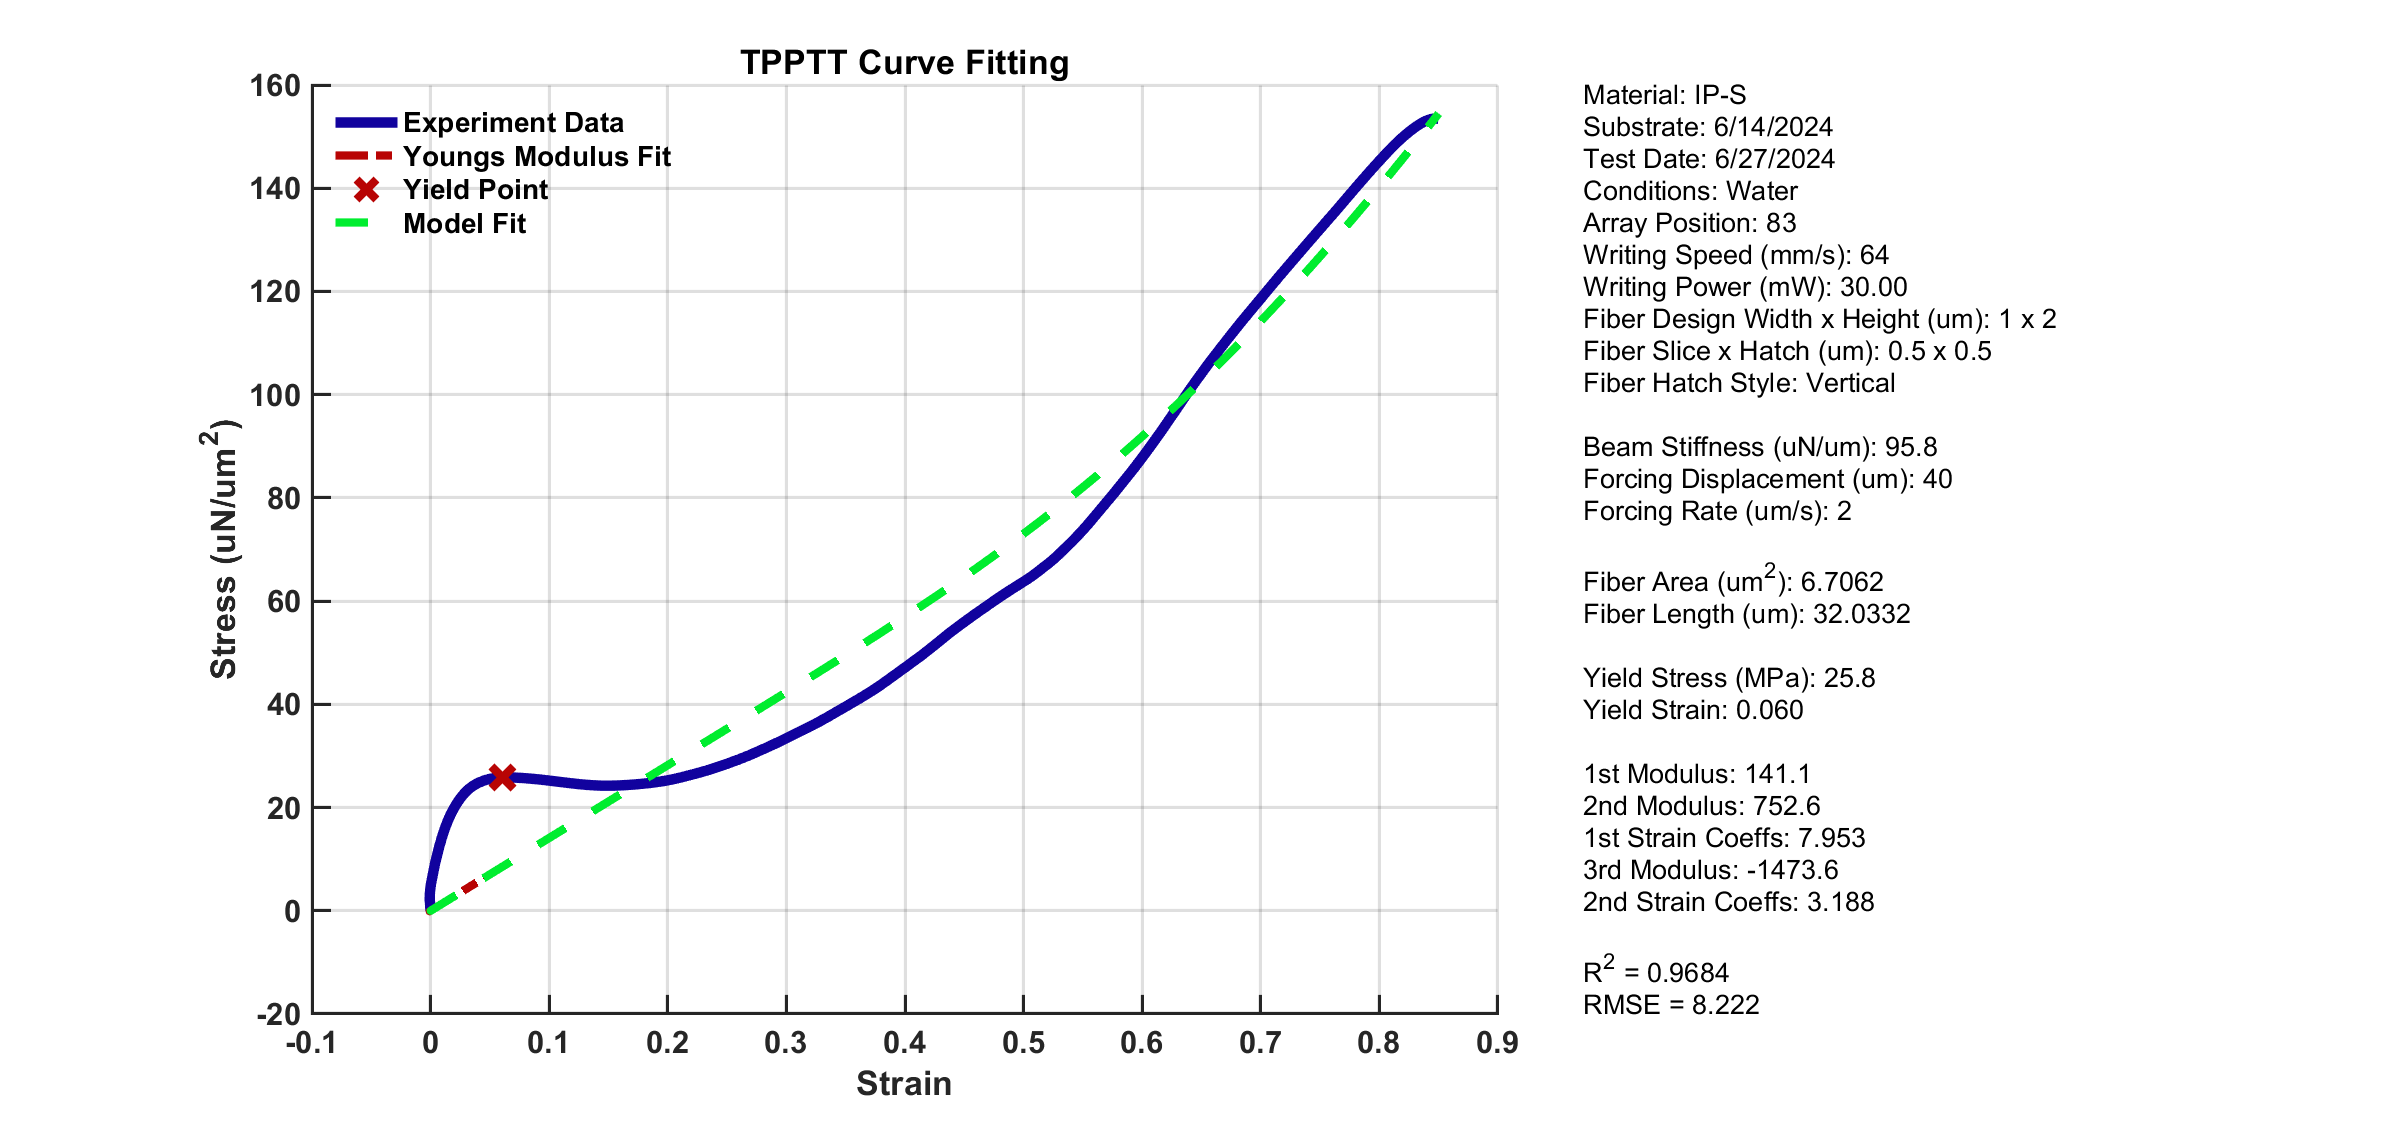 TPPTT Curve Fitting
160
140
120
100
80
60
40
20
0
-20
Stress (uN/um²)
Experiment Data
Youngs Modulus Fit
Yield Point
Model Fit
-0.1 0 0.1 0.2 0.3 0.4 0.5 0.6 0.7 0.8 0.9
Strain
Material: IP-S
Substrate: 6/14/2024
Test Date: 6/27/2024
Conditions: Water
Array Position: 83
Writing Speed (mm/s): 64
Writing Power (mW): 30.00
Fiber Design Width x Height (um): 1 x 2
Fiber Slice x Hatch (um): 0.5 x 0.5
Fiber Hatch Style: Vertical
Beam Stiffness (uN/um): 95.8
Forcing Displacement (um): 40
Forcing Rate (um/s): 2
Fiber Area (um²): 6.7062
Fiber Length (um): 32.0332
Yield Stress (MPa): 25.8
Yield Strain: 0.060
1st Modulus: 141.1
2nd Modulus: 752.6
1st Strain Coeffs: 7.953
3rd Modulus: -1473.6
2nd Strain Coeffs: 3.188
R² = 0.9684
RMSE = 8.222